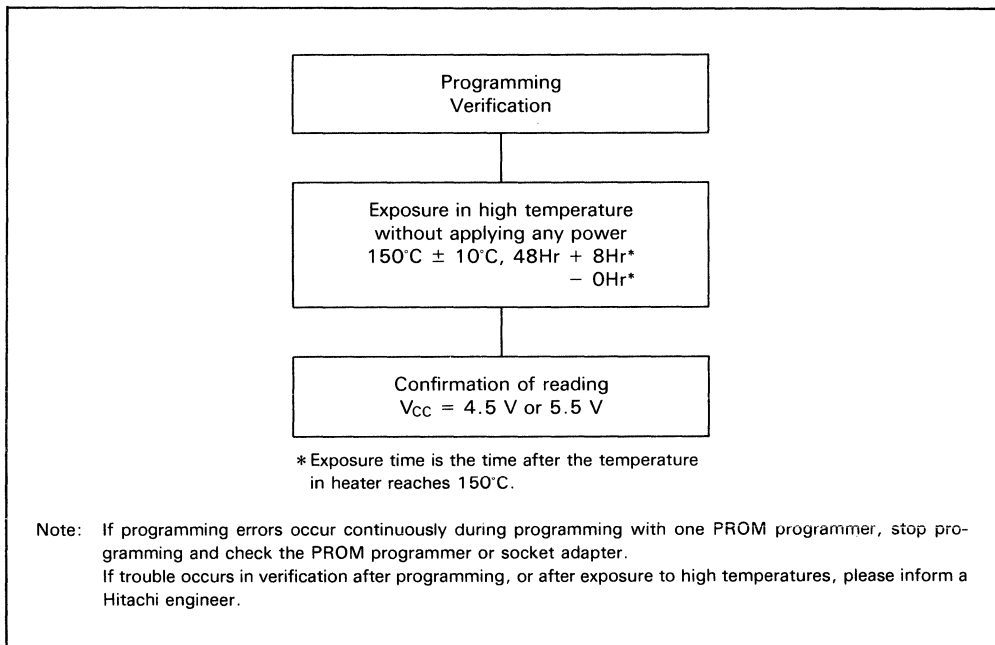 Programming
Verification
Exposure in high temperature
without applying any power
150°C ± 10°C, 48Hr + 8Hr*
− 0Hr*
Confirmation of reading
VCC = 4.5 V or 5.5 V
* Exposure time is the time after the temperature
in heater reaches 150°C.
Note: If programming errors occur continuously during programming with one PROM programmer, stop pro-
gramming and check the PROM programmer or socket adapter.
If trouble occurs in verification after programming, or after exposure to high temperatures, please inform a
Hitachi engineer.